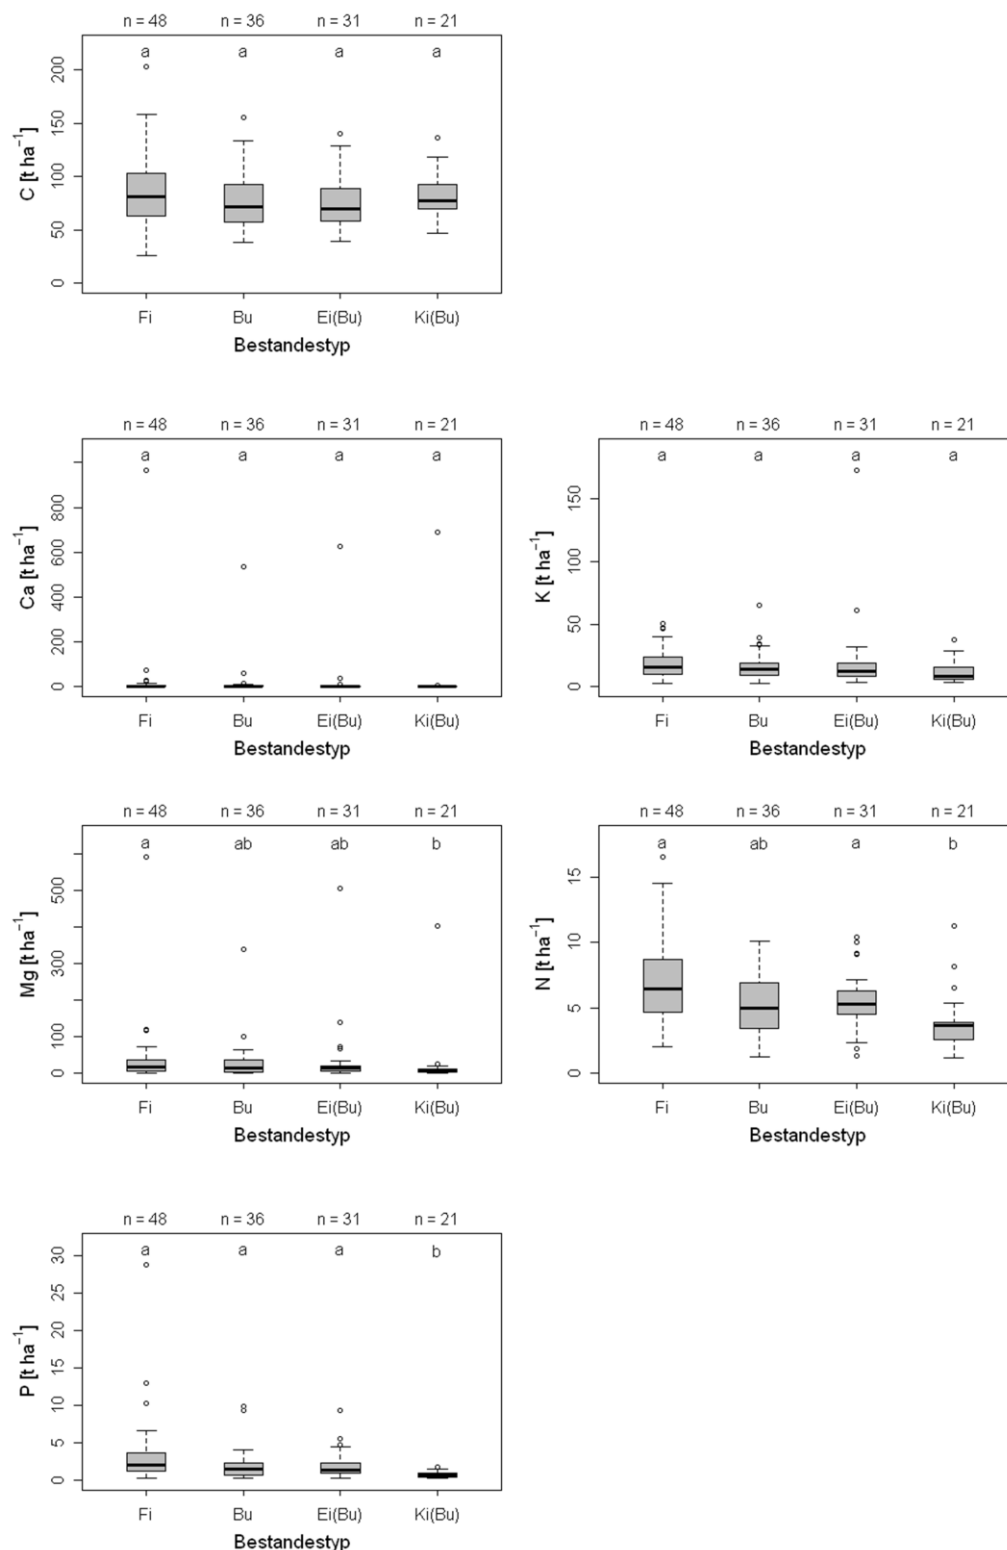 n = 48 n = 36 n = 31 n = 21
a a a a
200
150
100
50
0
C [t ha⁻¹]
Fi Bu Ei(Bu) Ki(Bu)
Bestandestyp
n = 48 n = 36 n = 31 n = 21
a a a a
800
600
400
200
0
Ca [t ha⁻¹]
Fi Bu Ei(Bu) Ki(Bu)
Bestandestyp
n = 48 n = 36 n = 31 n = 21
a a a a
150
100
50
0
K [t ha⁻¹]
Fi Bu Ei(Bu) Ki(Bu)
Bestandestyp
n = 48 n = 36 n = 31 n = 21
a ab ab b
500
300
100
0
Mg [t ha⁻¹]
Fi Bu Ei(Bu) Ki(Bu)
Bestandestyp
n = 48 n = 36 n = 31 n = 21
a ab a b
15
10
5
0
N [t ha⁻¹]
Fi Bu Ei(Bu) Ki(Bu)
Bestandestyp
n = 48 n = 36 n = 31 n = 21
a a a b
30
25
20
15
10
5
0
P [t ha⁻¹]
Fi Bu Ei(Bu) Ki(Bu)
Bestandestyp